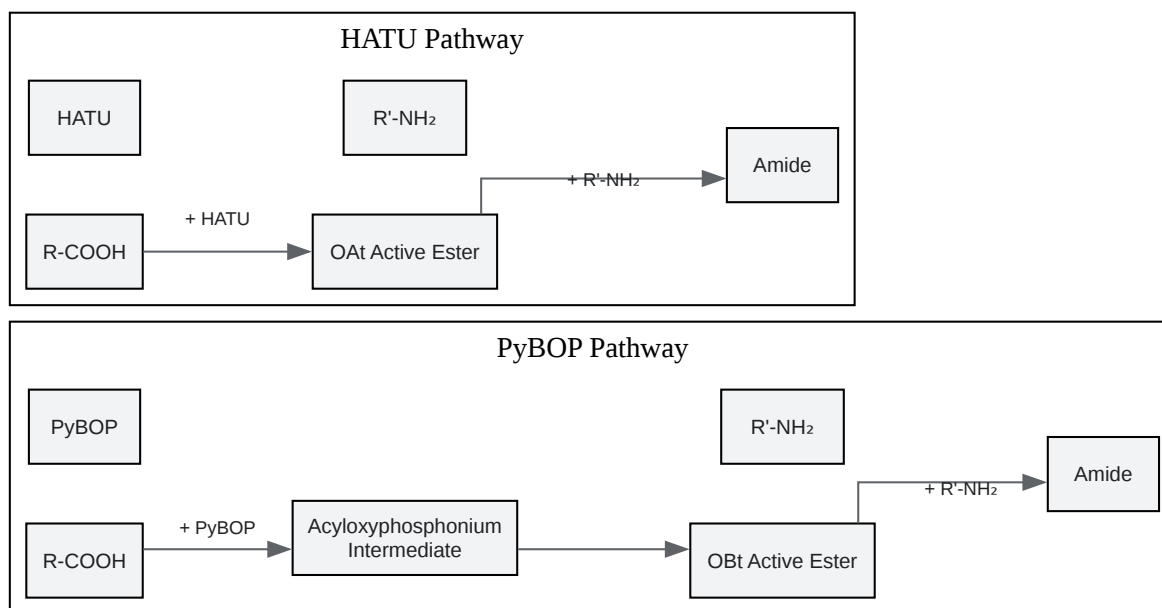 HATU Pathway
HATU
R'-NH₂
Amide
+ R'-NH₂
+ HATU
R-COOH
OAt Active Ester
PyBOP Pathway
PyBOP
R'-NH₂
Amide
+ R'-NH₂
+ PyBOP
Acyloxyphosphonium
Intermediate
R-COOH
OBt Active Ester